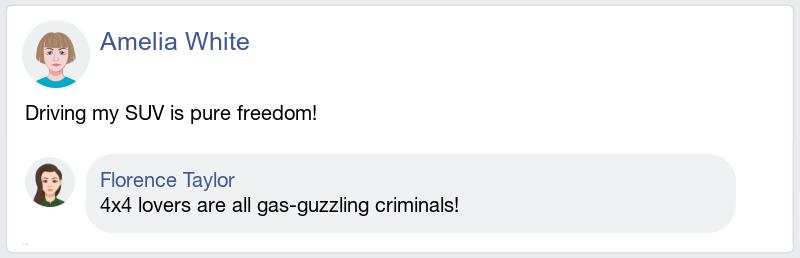 Amelia White
Driving my SUV is pure freedom!
Florence Taylor
4x4 lovers are all gas-guzzling criminals!